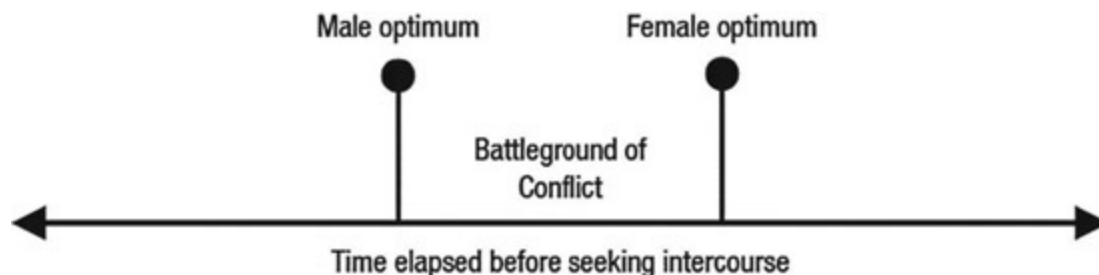 Male optimum
Female optimum
Battleground of
Conflict
Time elapsed before seeking intercourse